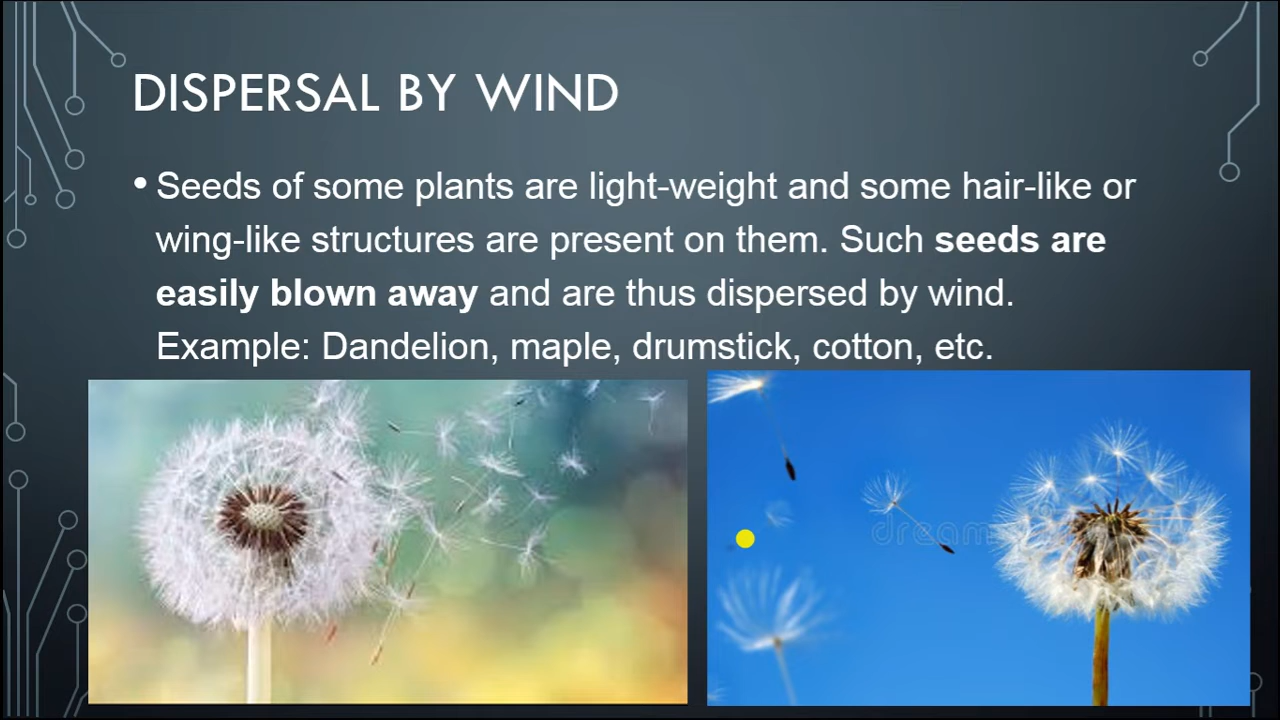 DISPERSAL BY WIND
• Seeds of some plants are light-weight and some hair-like or
wing-like structures are present on them. Such seeds are
easily blown away and are thus dispersed by wind.
Example: Dandelion, maple, drumstick, cotton, etc.